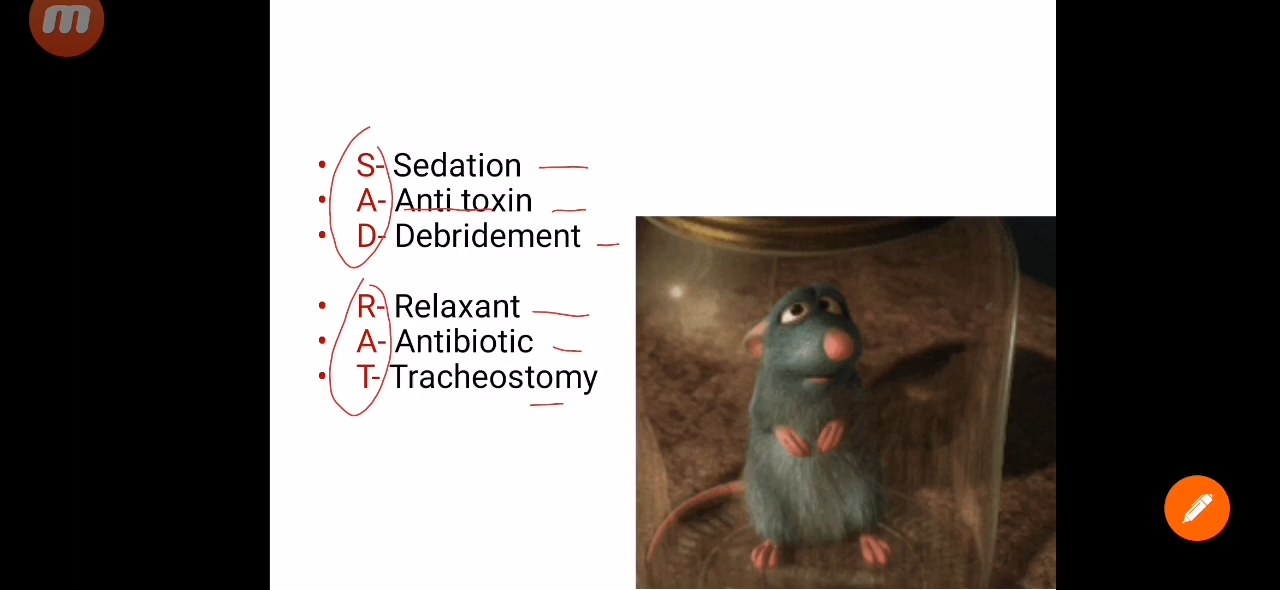 m
• S- Sedation
• A- Anti toxin
• D- Debridement
• R- Relaxant
• A- Antibiotic
• T- Tracheostomy